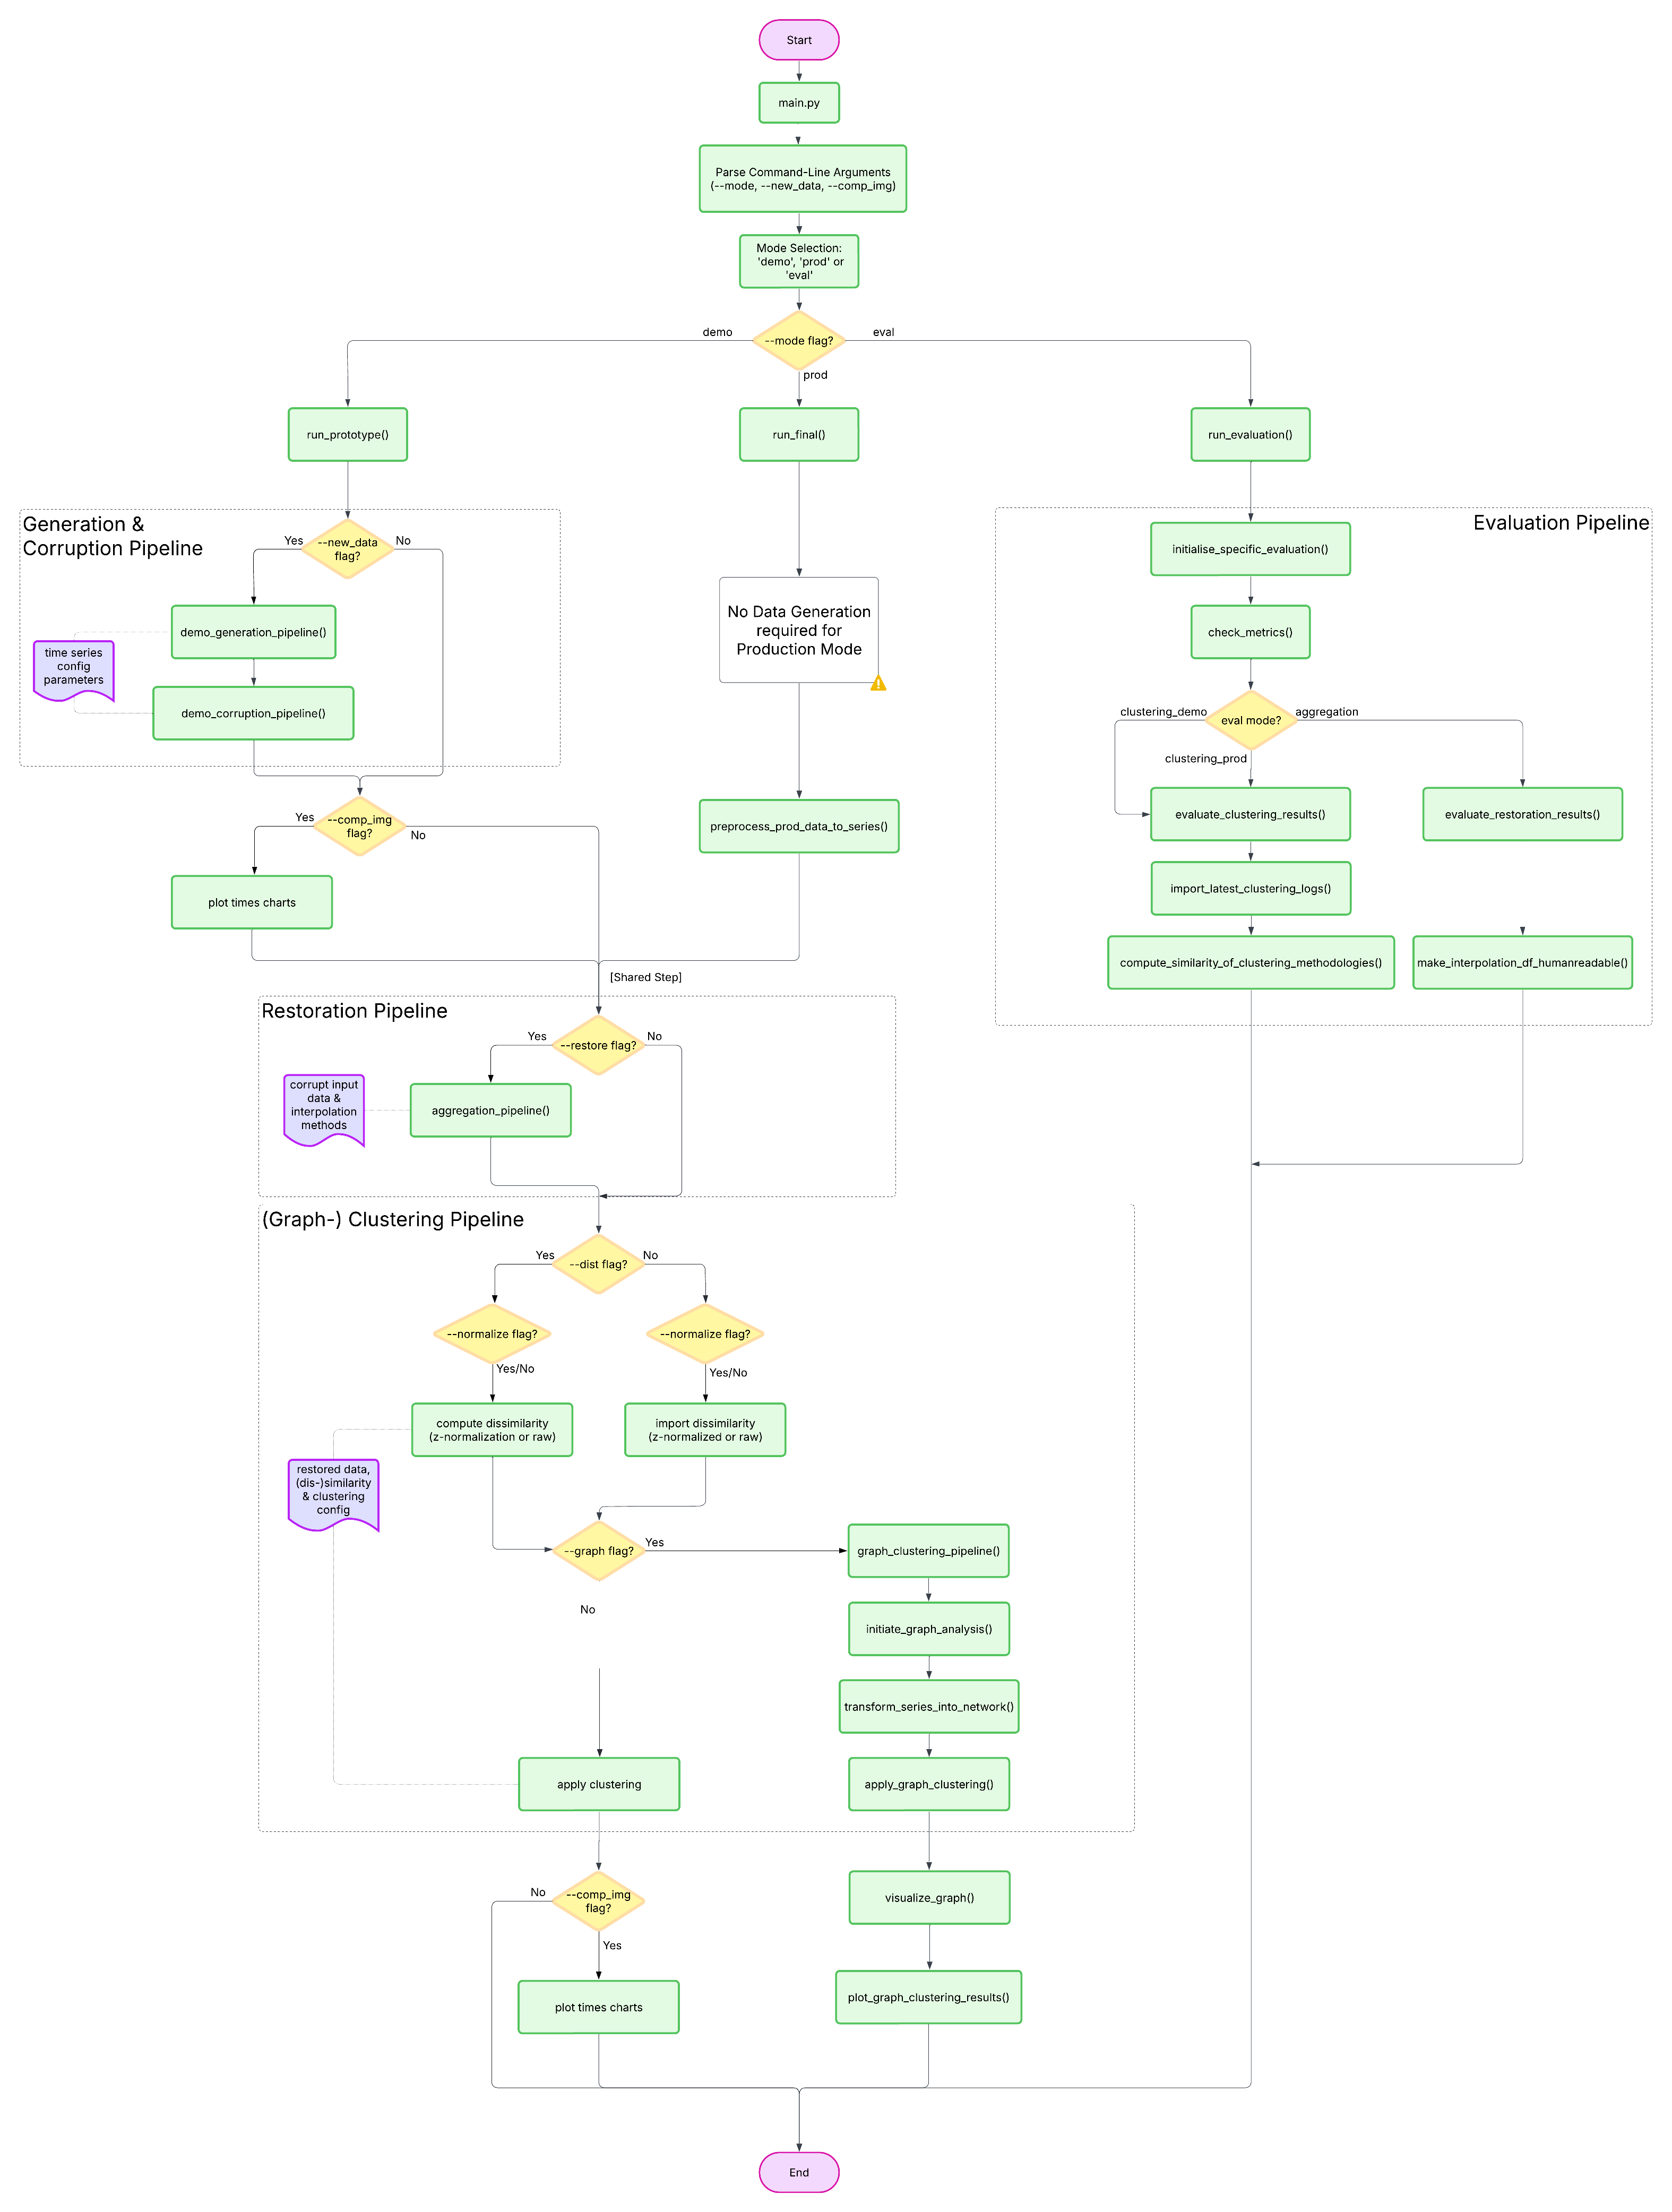 Start
main.py
Parse Command-Line Arguments
(--mode, --new_data, --comp_img)
Mode Selection:
'demo', 'prod' or
'eval'
demo
--mode flag?
eval
prod
run_prototype()
run_final()
run_evaluation()
Generation &
Corruption Pipeline
Yes
--new_data
flag?
No
demo_generation_pipeline()
time series
config
parameters
demo_corruption_pipeline()
Yes
--comp_img
flag?
No
plot times charts
No Data Generation
required for
Production Mode
preprocess_prod_data_to_series()
Evaluation Pipeline
initialise_specific_evaluation()
check_metrics()
clustering_demo
eval mode?
aggregation
clustering_prod
evaluate_clustering_results()
evaluate_restoration_results()
import_latest_clustering_logs()
compute_similarity_of_clustering_methodologies()
make_interpolation_df_humanreadable()
[Shared Step]
Restoration Pipeline
Yes
--restore flag?
No
corrupt input
data &
interpolation
methods
aggregation_pipeline()
(Graph-) Clustering Pipeline
Yes
--dist flag?
No
--normalize flag?
--normalize flag?
Yes/No
Yes/No
compute dissimilarity
(z-normalization or raw)
import dissimilarity
(z-normalized or raw)
restored data,
(dis-)similarity
& clustering
config
--graph flag?
Yes
graph_clustering_pipeline()
No
initiate_graph_analysis()
transform_series_into_network()
apply clustering
apply_graph_clustering()
No
--comp_img
flag?
Yes
visualize_graph()
plot times charts
plot_graph_clustering_results()
End